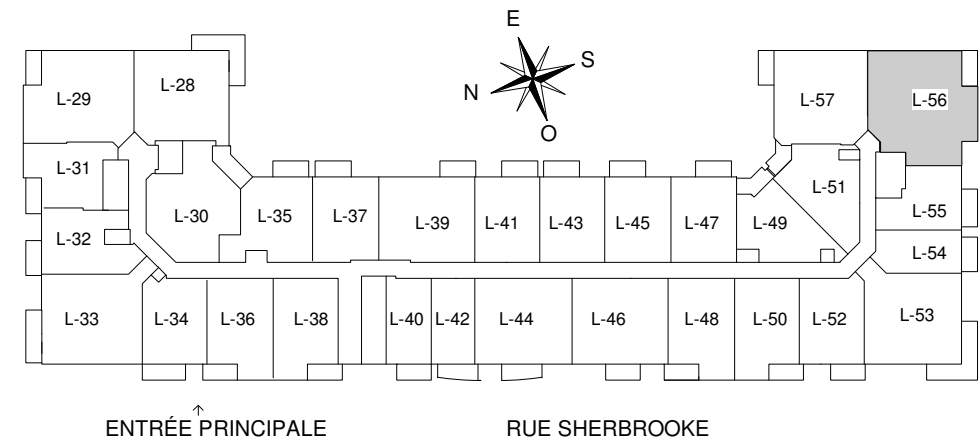 E
S
N
O
L-29
L-28
L-57
L-56
L-31
L-51
L-30
L-35
L-37
L-39
L-41
L-43
L-45
L-47
L-49
L-55
L-32
L-54
L-33
L-34
L-36
L-38
L-40
L-42
L-44
L-46
L-48
L-50
L-52
L-53
ENTRÉE PRINCIPALE
RUE SHERBROOKE